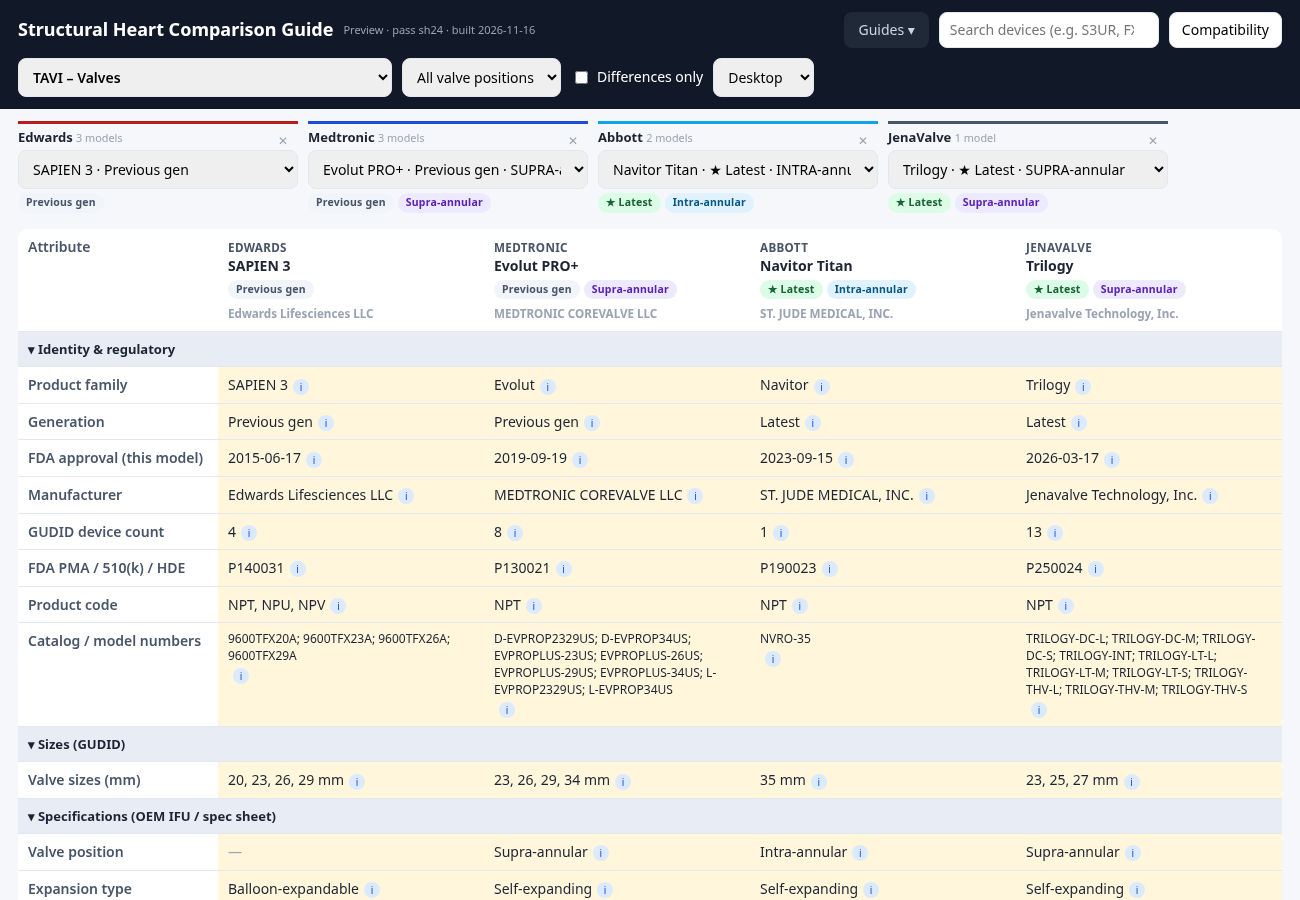 Structural Heart Comparison Guide Preview · pass sh24 · built 2026-11-16 Guides ▾ Search devices (e.g. S3UR, F) Compatibility
TAVI – Valves All valve positions Differences only Desktop
Edwards 3 models × Medtronic 3 models × Abbott 2 models × JenaValve 1 model ×
SAPIEN 3 · Previous gen Evolut PRO+ · Previous gen · SUPRA- Navitor Titan · ★ Latest · INTRA-annu Trilogy · ★ Latest · SUPRA-annular
Previous gen Previous gen Supra-annular ★ Latest Intra-annular ★ Latest Supra-annular
Attribute EDWARDS MEDTRONIC ABBOTT JENAVALVE
SAPIEN 3 Evolut PRO+ Navitor Titan Trilogy
Previous gen Previous gen Supra-annular ★ Latest Intra-annular ★ Latest Supra-annular
Edwards Lifesciences LLC MEDTRONIC COREVALVE LLC ST. JUDE MEDICAL, INC. Jenavalve Technology, Inc.
▾ Identity & regulatory
Product family SAPIEN 3 i Evolut i Navitor i Trilogy i
Generation Previous gen i Previous gen i Latest i Latest i
FDA approval (this model) 2015-06-17 i 2019-09-19 i 2023-09-15 i 2026-03-17 i
Manufacturer Edwards Lifesciences LLC i MEDTRONIC COREVALVE LLC i ST. JUDE MEDICAL, INC. i Jenavalve Technology, Inc. i
GUDID device count 4 i 8 i 1 i 13 i
FDA PMA / 510(k) / HDE P140031 i P130021 i P190023 i P250024 i
Product code NPT, NPU, NPV i NPT i NPT i NPT i
Catalog / model numbers 9600TFX20A; 9600TFX23A; 9600TFX26A; D-EVPROP2329US; D-EVPROP34US; NVRO-35 TRILOGY-DC-L; TRILOGY-DC-M; TRILOGY-
9600TFX29A EVPROPLUS-23US; EVPROPLUS-26US; i DC-S; TRILOGY-INT; TRILOGY-LT-L;
i EVPROPLUS-29US; EVPROPLUS-34US; L- TRILOGY-LT-M; TRILOGY-LT-S; TRILOGY-
EVPROP2329US; L-EVPROP34US THV-L; TRILOGY-THV-M; TRILOGY-THV-S
i i
▾ Sizes (GUDID)
Valve sizes (mm) 20, 23, 26, 29 mm i 23, 26, 29, 34 mm i 35 mm i 23, 25, 27 mm i
▾ Specifications (OEM IFU / spec sheet)
Valve position — Supra-annular i Intra-annular i Supra-annular i
Expansion type Balloon-expandable i Self-expanding i Self-expanding i Self-expanding i